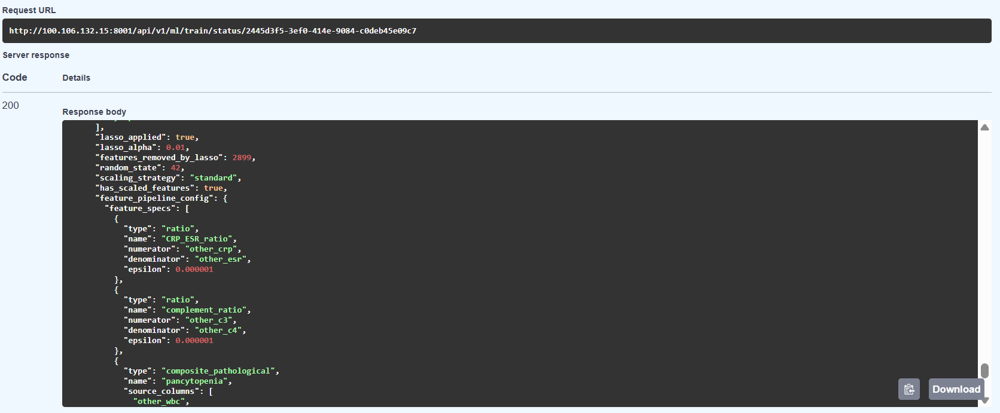 Request URL
http://100.106.132.15:8001/api/v1/ml/train/status/2445d3f5-3ef0-414e-9084-c0deb45e09c7
Server response
Code Details
200
Response body
],
"lasso_applied": true,
"lasso_alpha": 0.01,
"features_removed_by_lasso": 2899,
"random_state": 42,
"scaling_strategy": "standard",
"has_scaled_features": true,
"feature_pipeline_config": {
"feature_specs": [
{
"type": "ratio",
"name": "CRP_ESR_ratio",
"numerator": "other_crp",
"denominator": "other_esr",
"epsilon": 0.000001
},
{
"type": "ratio",
"name": "complement_ratio",
"numerator": "other_c3",
"denominator": "other_c4",
"epsilon": 0.000001
},
{
"type": "composite_pathological",
"name": "pancytopenia",
"source_columns": [
"other_wbc",
Download